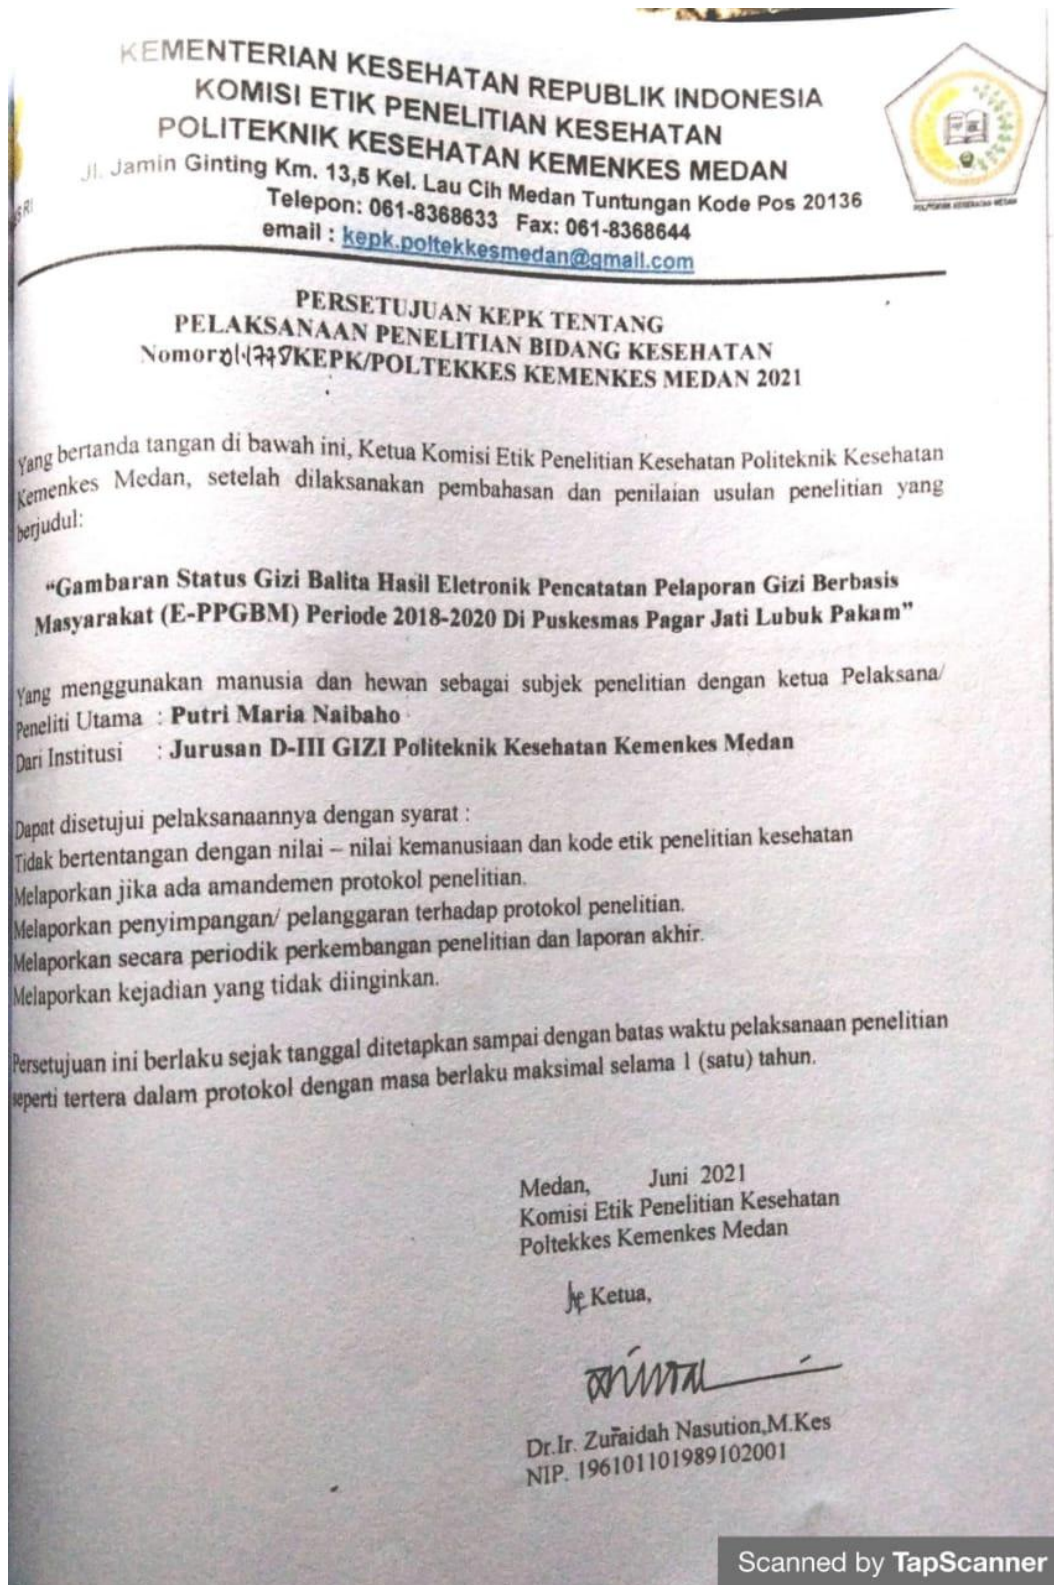 KEMENTERIAN KESEHATAN REPUBLIK INDONESIA
KOMISI ETIK PENELITIAN KESEHATAN
POLITEKNIK KESEHATAN KEMENKES MEDAN
Jl. Jamin Ginting Km. 13,5 Kel. Lau Cih Medan Tuntungan Kode Pos 20136
Telepon: 061-8368633 Fax: 061-8368644
email : kepk.poltekkesmedan@gmail.com
POLITEKNIK KESEHATAN MEDAN
PERSETUJUAN KEPK TENTANG
PELAKSANAAN PENELITIAN BIDANG KESEHATAN
Nomor KEPK/POLTEKKES KEMENKES MEDAN 2021
Yang bertanda tangan di bawah ini, Ketua Komisi Etik Penelitian Kesehatan Politeknik Kesehatan
Kemenkes Medan, setelah dilaksanakan pembahasan dan penilaian usulan penelitian yang
berjudul:
“Gambaran Status Gizi Balita Hasil Eletronik Pencatatan Pelaporan Gizi Berbasis
Masyarakat (E-PPGBM) Periode 2018-2020 Di Puskesmas Pagar Jati Lubuk Pakam”
Yang menggunakan manusia dan hewan sebagai subjek penelitian dengan ketua Pelaksana/
Peneliti Utama : Putri Maria Naibaho
Dari Institusi : Jurusan D-III GIZI Politeknik Kesehatan Kemenkes Medan
Dapat disetujui pelaksanaannya dengan syarat :
Tidak bertentangan dengan nilai – nilai kemanusiaan dan kode etik penelitian kesehatan
Melaporkan jika ada amandemen protokol penelitian.
Melaporkan penyimpangan/ pelanggaran terhadap protokol penelitian.
Melaporkan secara periodik perkembangan penelitian dan laporan akhir.
Melaporkan kejadian yang tidak diinginkan.
Persetujuan ini berlaku sejak tanggal ditetapkan sampai dengan batas waktu pelaksanaan penelitian
seperti tertera dalam protokol dengan masa berlaku maksimal selama 1 (satu) tahun.
Medan, Juni 2021
Komisi Etik Penelitian Kesehatan
Poltekkes Kemenkes Medan
Ketua,
Dr.Ir. Zuraidah Nasution,M.Kes
NIP. 196101101989102001
Scanned by TapScanner